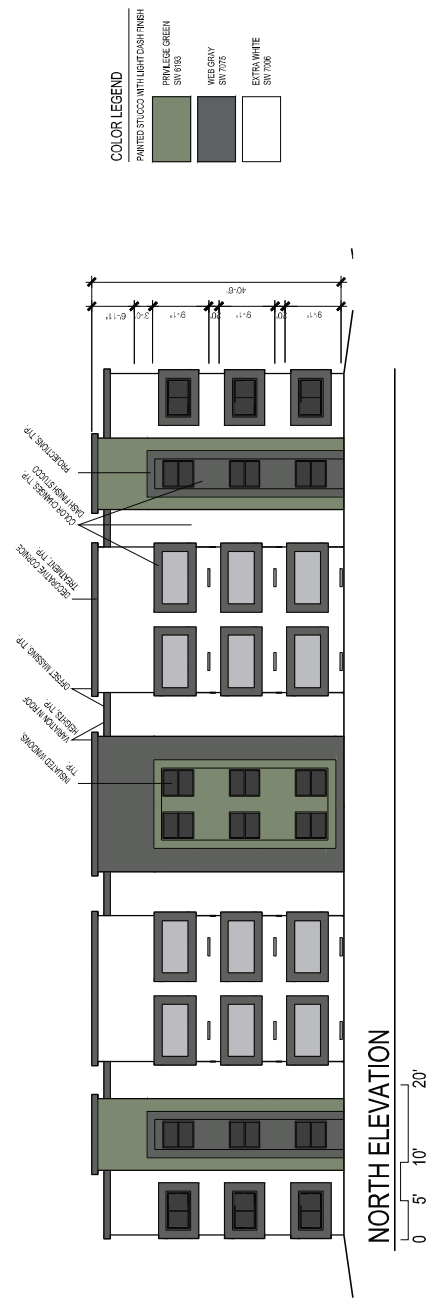 COLOR LEGEND
PAINTED STUCCO WITH LIGHT DASH FINISH
PRIVILEGE GREEN
SW 6193
WEB GRAY
SW 7075
EXTRA WHITE
SW 7006
INSULATED WINDOWS,
TYP.
VARIATION IN ROOF
HEIGHTS, TYP.
OFFSET MASSING, TYP.
DECORATIVE CORNICE
TREATMENT, TYP.
COLOR CHANGES, TYP.
DASH FINISH STUCCO
PROJECTIONS, TYP.
6'-11"
3'-0"
9'-1"
9'-1"
9'-1"
40'-6"
NORTH ELEVATION
0 5' 10' 20'